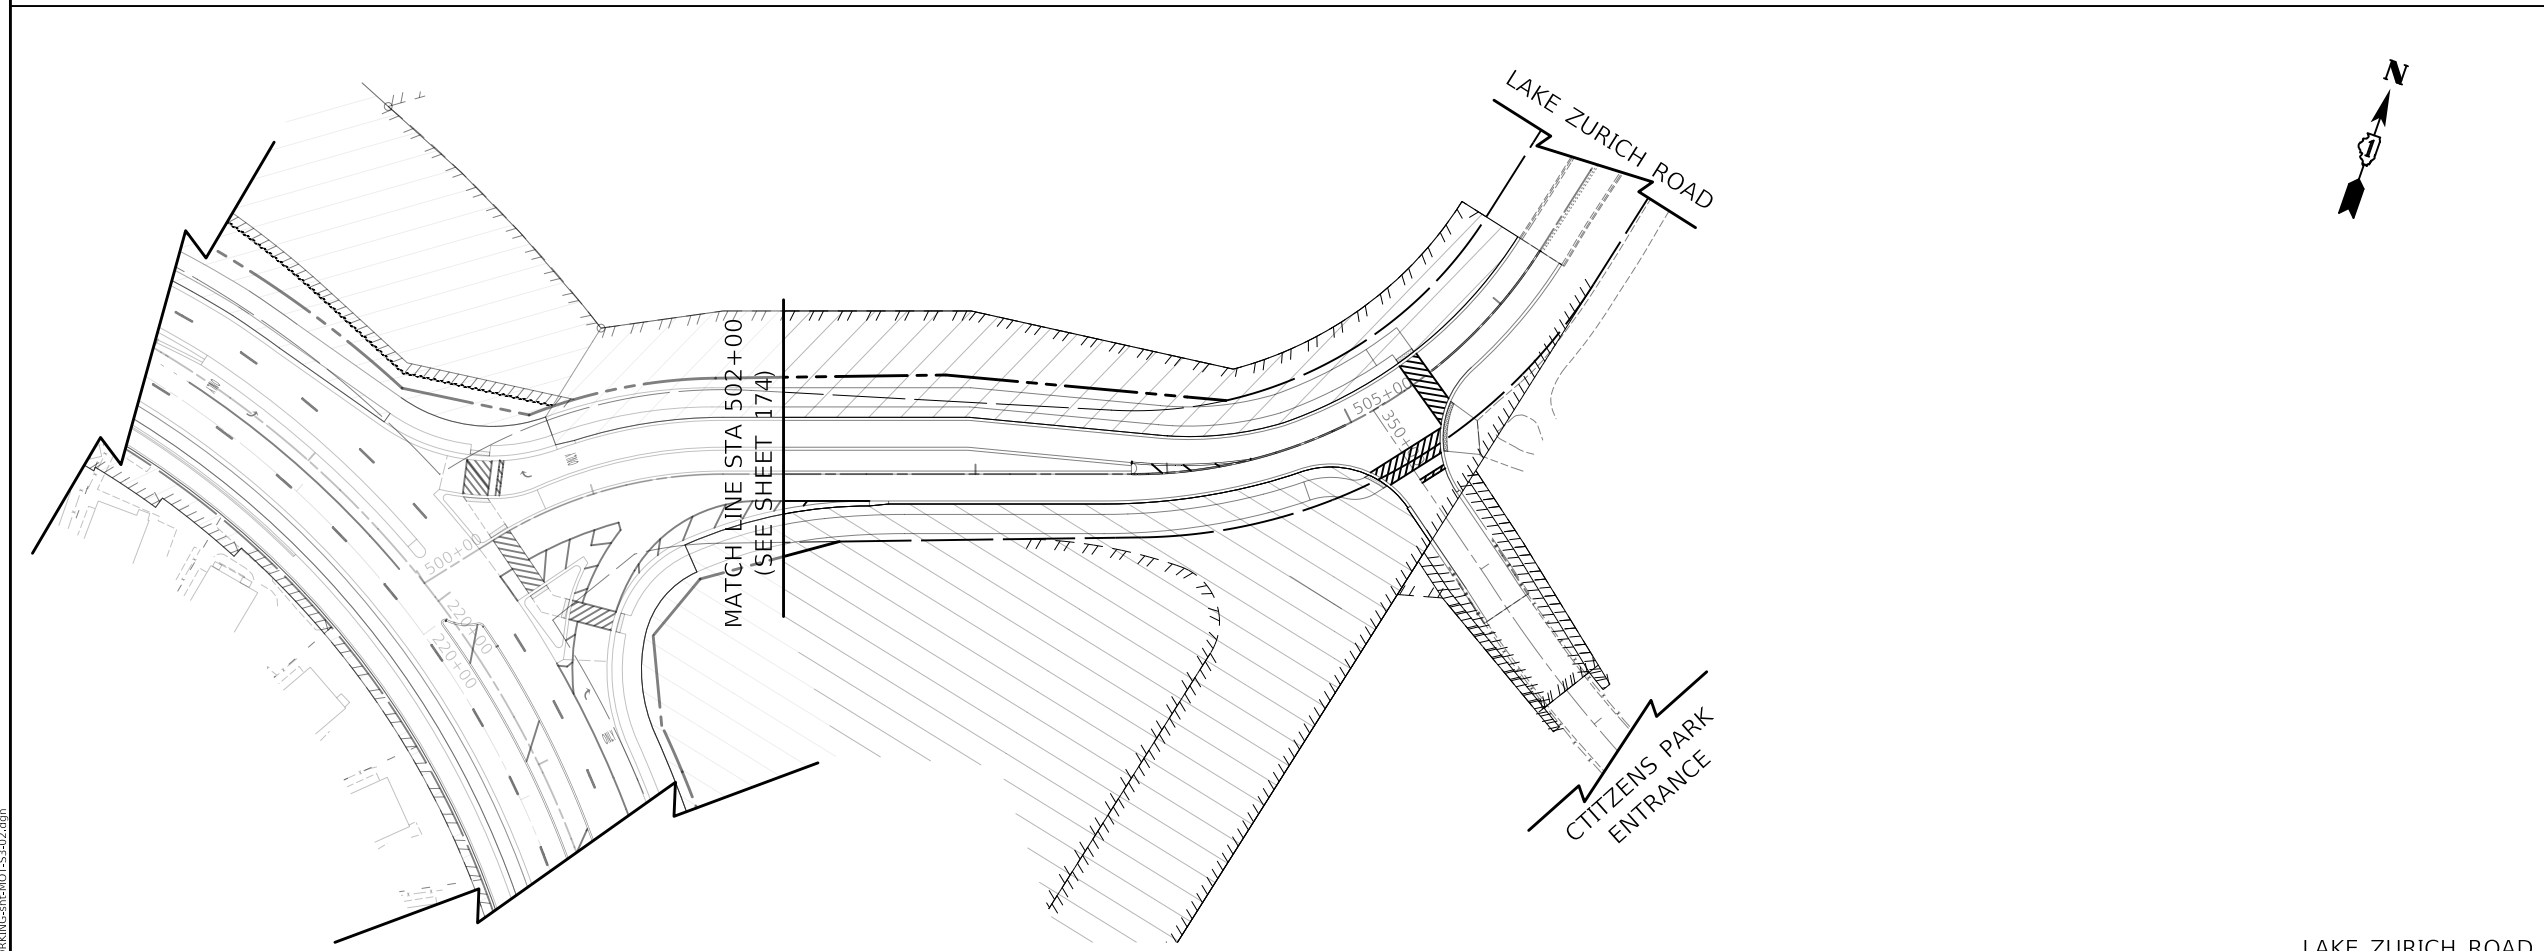 N
1
LAKE ZURICH ROAD
MATCH LINE STA 502+00
(SEE SHEET 174)
505+00
350+
500+00
220+00
220+00
CTITZENS PARK
ENTRANCE
LAKE ZURICH ROAD